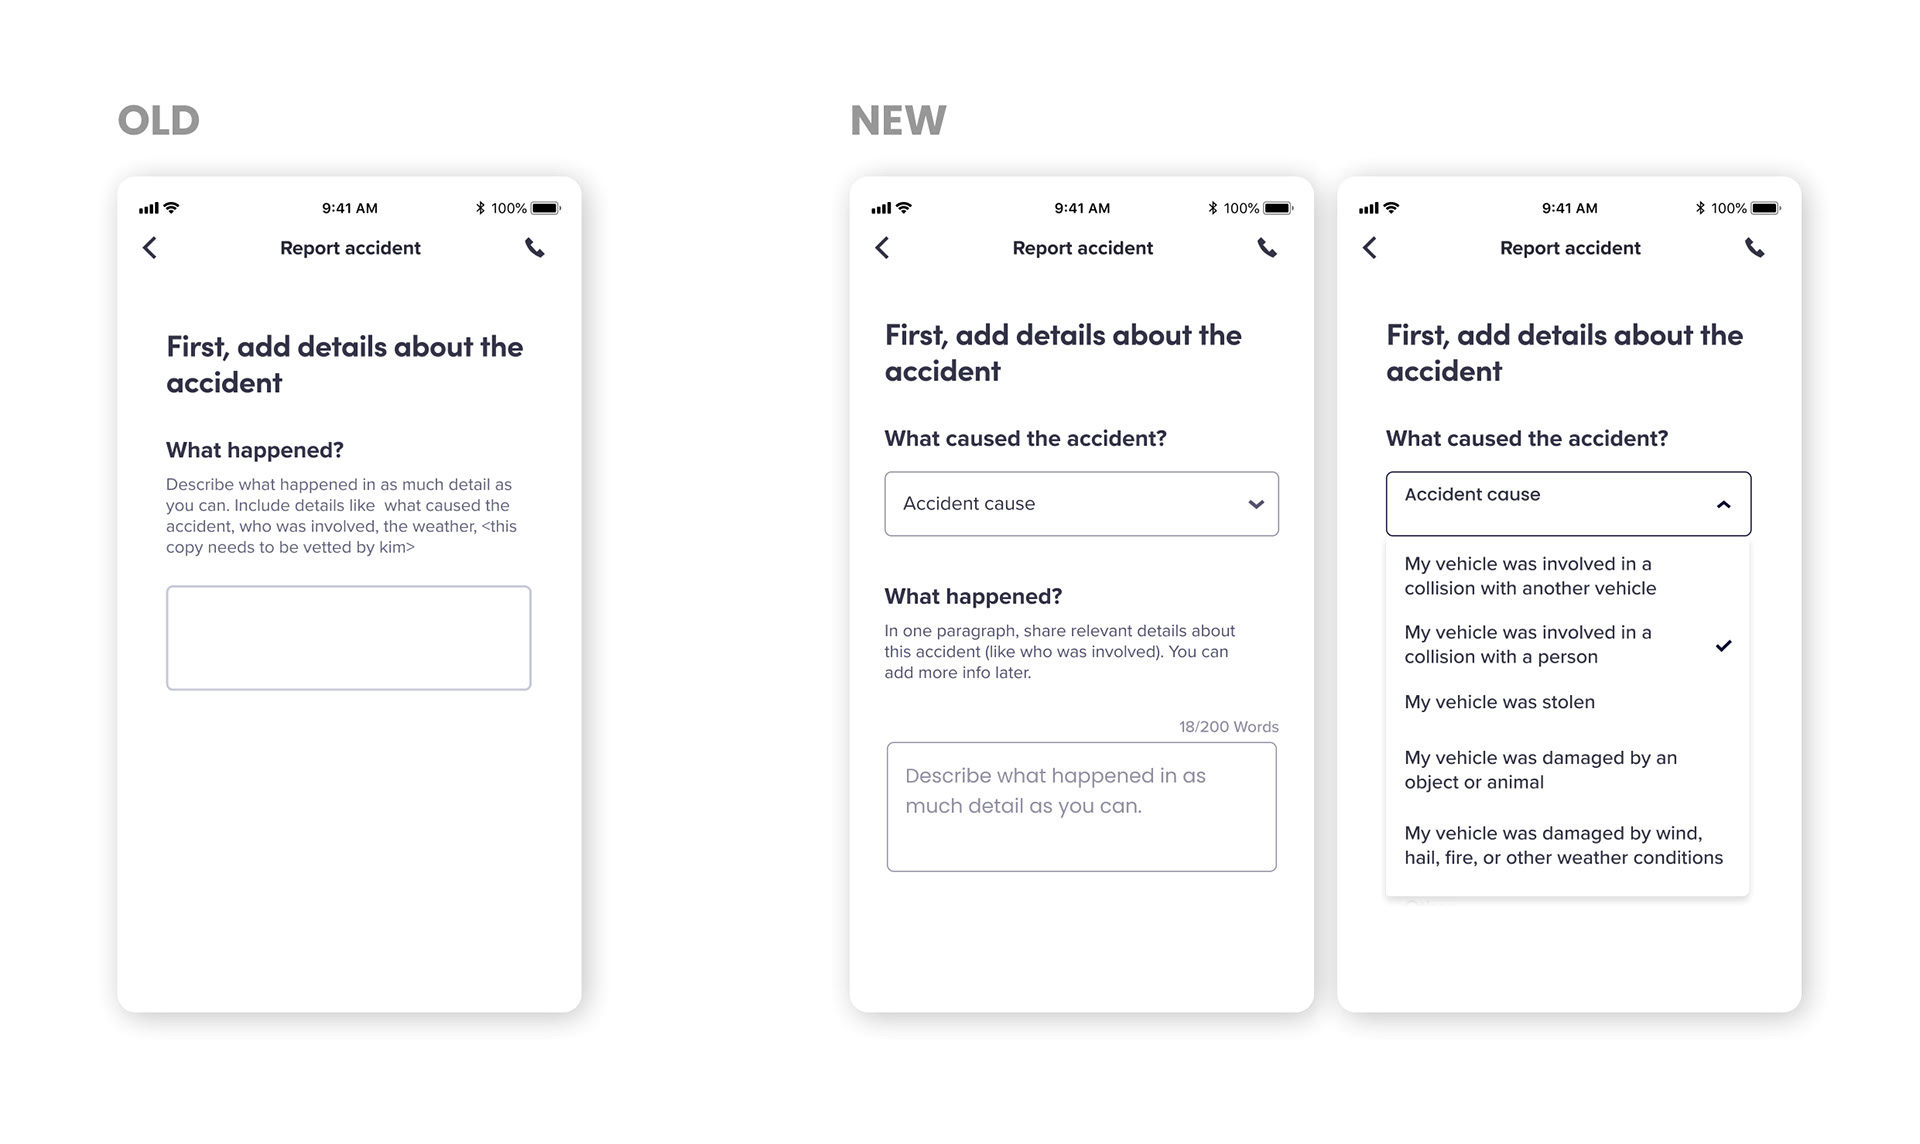 OLD
9:41 AM
100%
Report accident
First, add details about the
accident
What happened?
Describe what happened in as much detail as
you can. Include details like  what caused the
accident, who was involved, the weather, <this
copy needs to be vetted by kim>
NEW
9:41 AM
100%
Report accident
First, add details about the
accident
What caused the accident?
Accident cause
What happened?
In one paragraph, share relevant details about
this accident (like who was involved). You can
add more info later.
18/200 Words
Describe what happened in as
much detail as you can.
9:41 AM
100%
Report accident
First, add details about the
accident
What caused the accident?
Accident cause
My vehicle was involved in a
collision with another vehicle
My vehicle was involved in a
collision with a person
My vehicle was stolen
My vehicle was damaged by an
object or animal
My vehicle was damaged by wind,
hail, fire, or other weather conditions